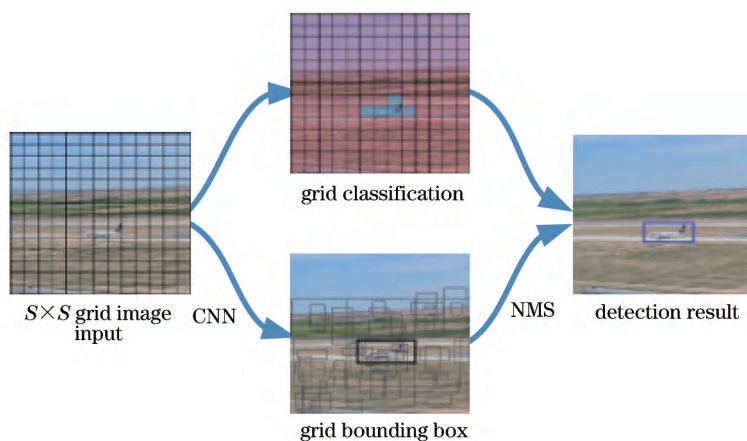 grid classification
S×S grid image
input
CNN
NMS
detection result
grid bounding box